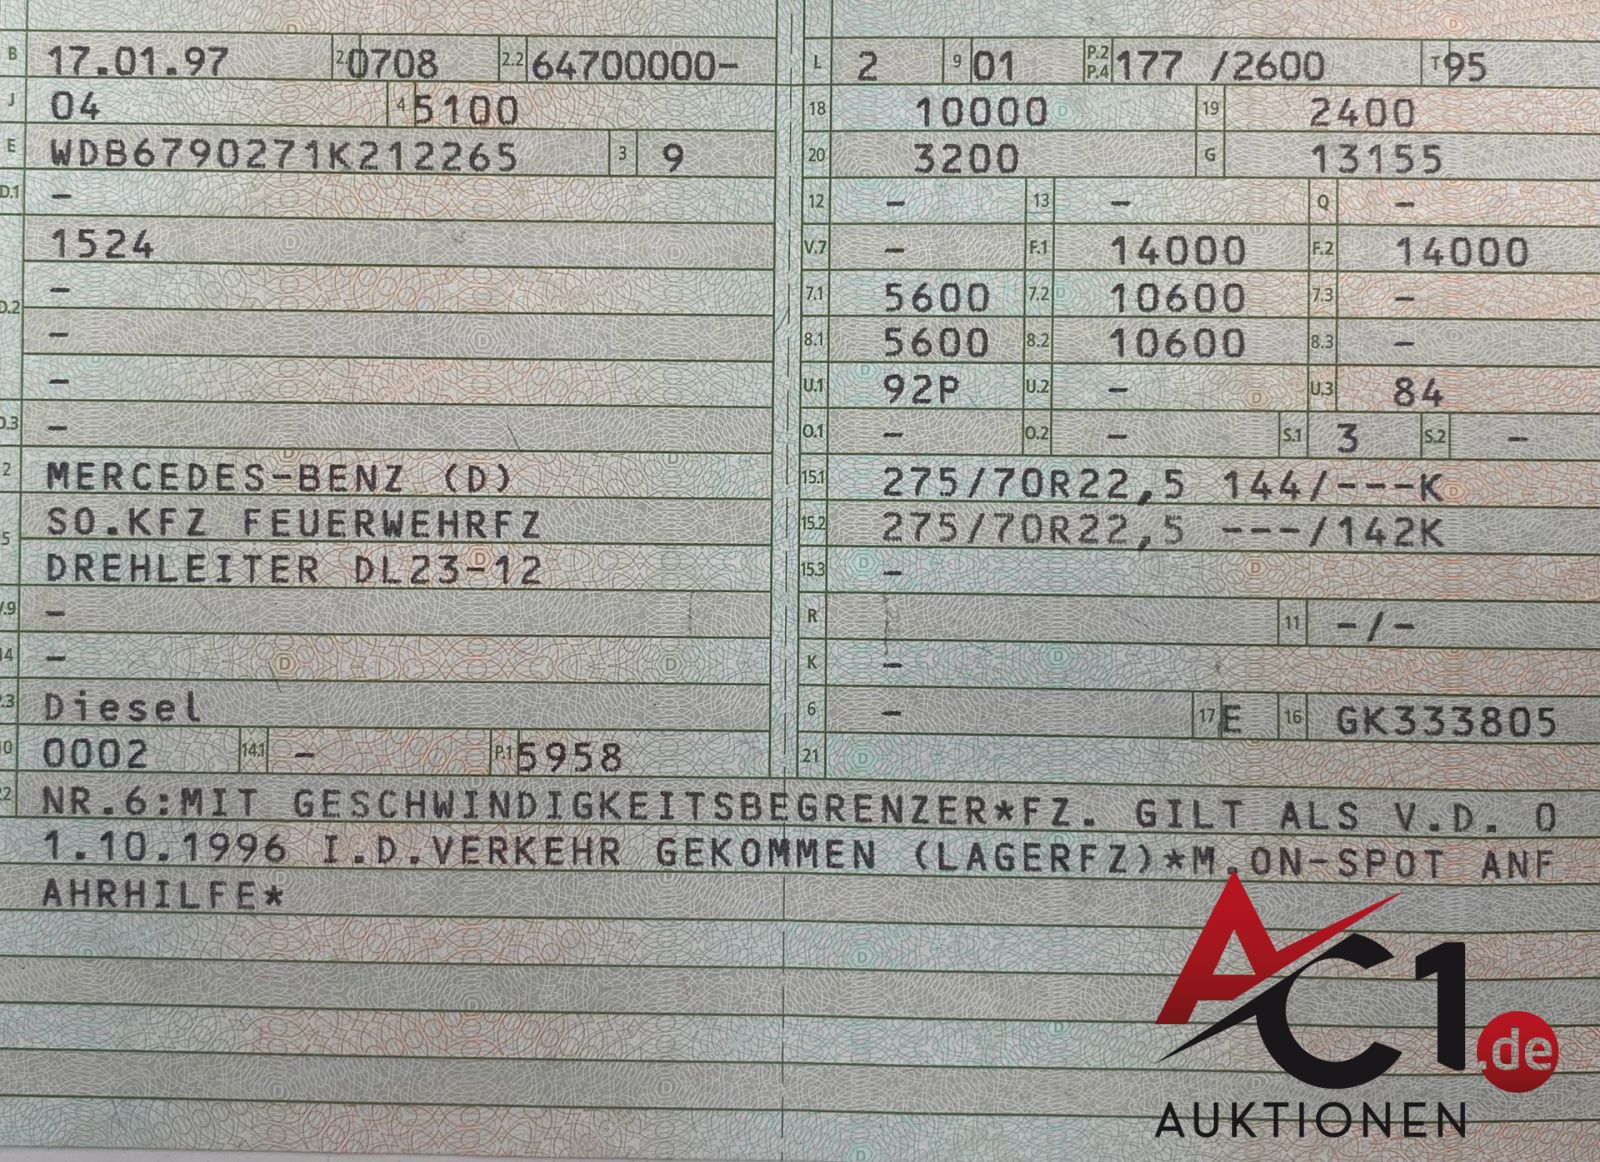 B 17.01.97 2.1 0708 2.2 64700000-
J 04 4 5100
E WDB6790271K212265 3 9
D.1 -
1524
D.2 -
-
-
D.3 -
2 MERCEDES-BENZ (D)
5 SO.KFZ FEUERWEHRFZ
DREHLEITER DL23-12
V.9 -
14 -
P.3 Diesel
10 0002 14.1 - P.1 5958
L 2 9 01 P.2 P.4 177 /2600 T 95
18 10000 19 2400
20 3200 G 13155
12 - 13 - Q -
V.7 - F.1 14000 F.2 14000
7.1 5600 7.2 10600 7.3 -
8.1 5600 8.2 10600 8.3 -
U.1 92P U.2 - U.3 84
O.1 - O.2 - S.1 3 S.2 -
15.1 275/70R22,5 144/---K
15.2 275/70R22,5 ---/142K
15.3 -
R 11 -/-
K -
6 - 17 E 16 GK333805
21
22 NR.6:MIT GESCHWINDIGKEITSBEGRENZER*FZ. GILT ALS V.D. 0
1.10.1996 I.D.VERKEHR GEKOMMEN (LAGERFZ)*M.ON-SPOT ANF
AHRHILFE*
AC1.de
AUKTIONEN